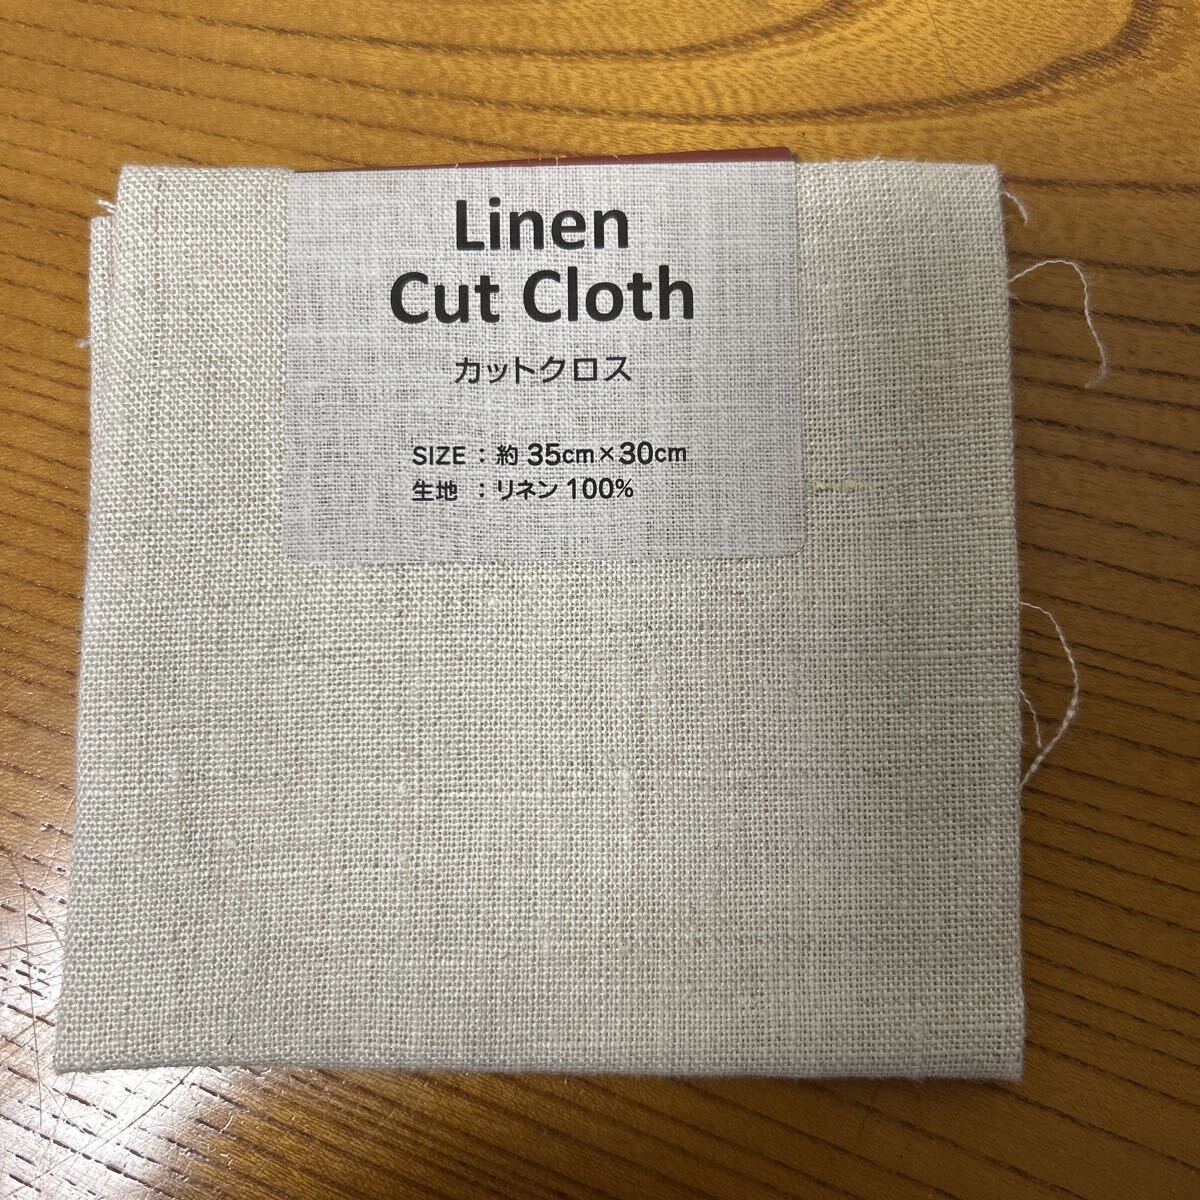 Linen
Cut Cloth
カットクロス
SIZE : 約 35cm×30cm
生地 : リネン 100%